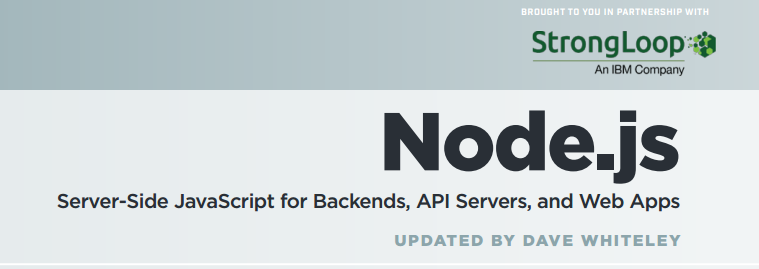 BROUGHT TO YOU IN PARTNERSHIP WITH
StrongLoop
An IBM Company
Node.js
Server-Side JavaScript for Backends, API Servers, and Web Apps
UPDATED BY DAVE WHITELEY